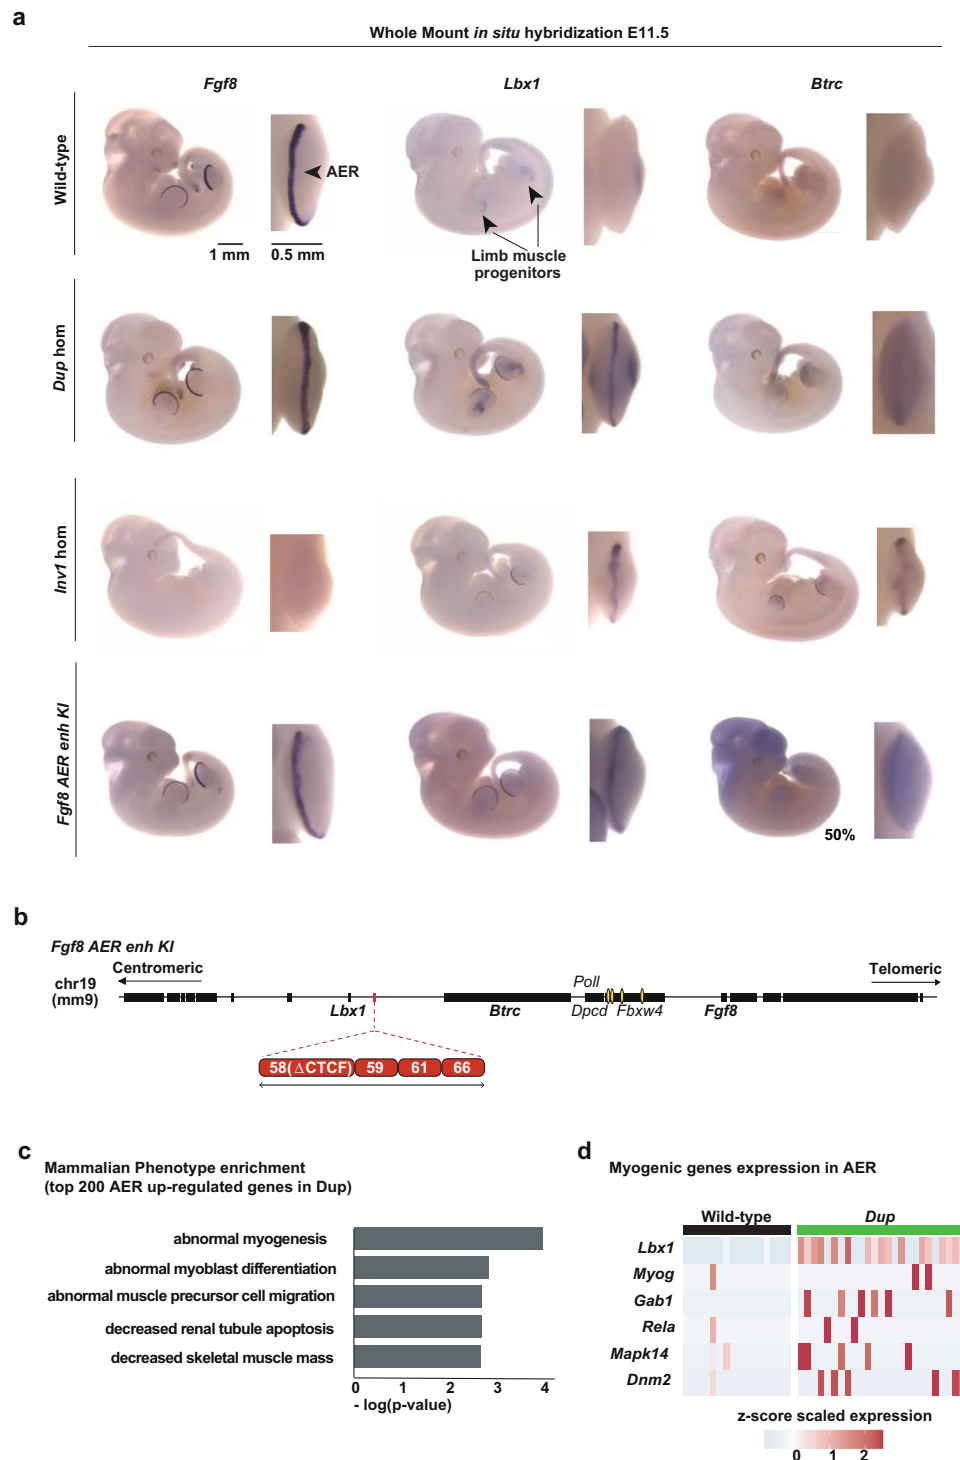 a
Whole Mount in situ hybridization E11.5
Fgf8
Lbx1
Btrc
Wild-type
AER
1 mm
0.5 mm
Limb muscle
progenitors
Dup hom
Inv1 hom
Fgf8 AER enh KI
50%
b
Fgf8 AER enh KI
Centromeric
Telomeric
chr19
(mm9)
Poll
Lbx1
Btrc
Dpcd
Fbxw4
Fgf8
58(ΔCTCF)
59
61
66
c
Mammalian Phenotype enrichment
(top 200 AER up-regulated genes in Dup)
abnormal myogenesis
abnormal myoblast differentiation
abnormal muscle precursor cell migration
decreased renal tubule apoptosis
decreased skeletal muscle mass
0 1 2 3 4
- log(p-value)
d
Myogenic genes expression in AER
Wild-type
Dup
Lbx1
Myog
Gab1
Rela
Mapk14
Dnm2
z-score scaled expression
0 1 2